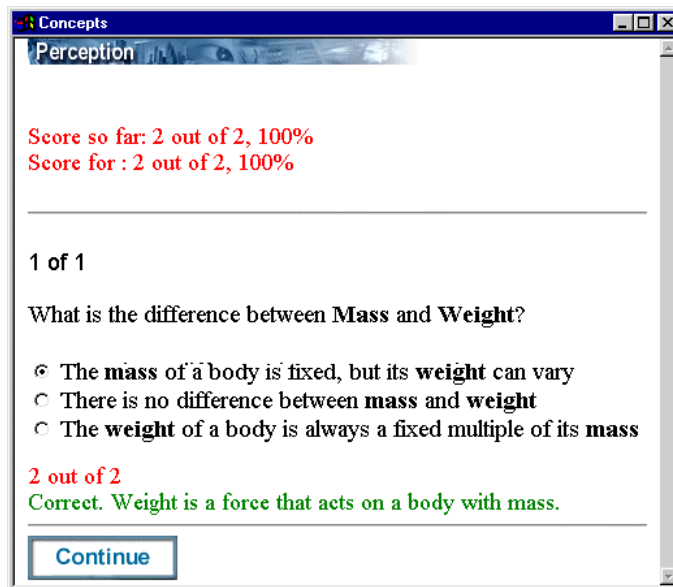 Concepts
Perception
Score so far: 2 out of 2, 100%
Score for : 2 out of 2, 100%
1 of 1
What is the difference between Mass and Weight?
The mass of a body is fixed, but its weight can vary
There is no difference between mass and weight
The weight of a body is always a fixed multiple of its mass
2 out of 2
Correct. Weight is a force that acts on a body with mass.
Continue